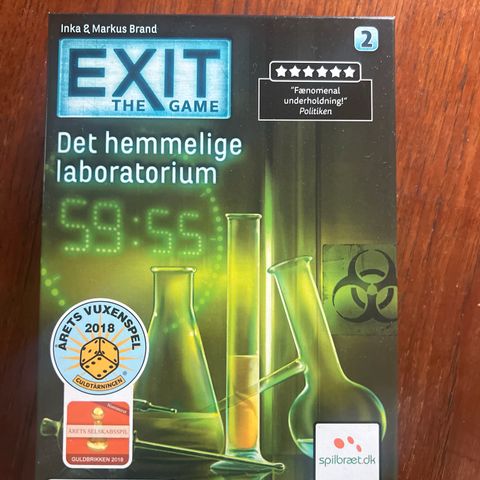 Inka & Markus Brand
2
EXIT
THE GAME
"Fænomenal
underholdning!"
Politiken
Det hemmelige
laboratorium
59:55
ÅRETS VUXENSPEL
2018
GULDTÄRNINGEN
ÅRETS SELSKABSSPIL
GULDBRIKKEN 2018
spilbræt.dk